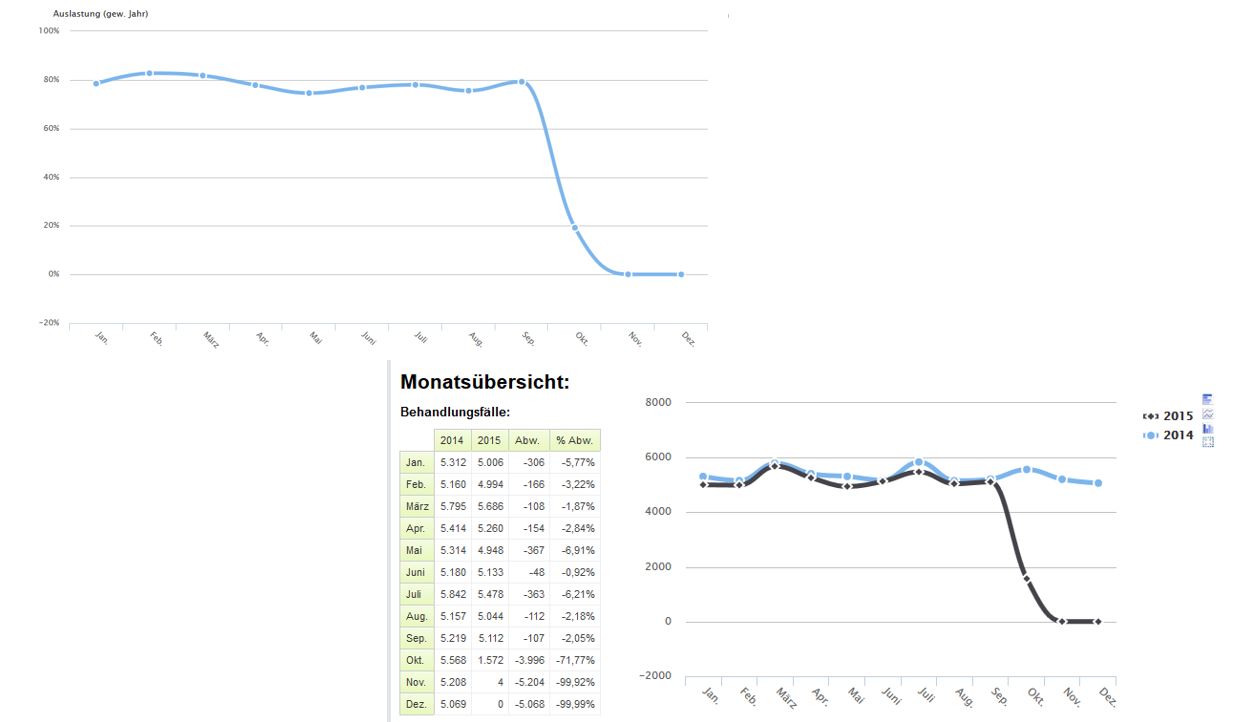 Auslastung (gew. Jahr)
100%
80%
60%
40%
20%
0%
−20%
Jan. Feb. März Apr. Mai Juni Juli Aug. Sep. Okt. Nov. Dez.
Monatsübersicht:
Behandlungsfälle:
2014 2015 Abw. % Abw.
Jan. 5.312 5.006 -306 -5,77%
Feb. 5.160 4.994 -166 -3,22%
März 5.795 5.686 -108 -1,87%
Apr. 5.414 5.260 -154 -2,84%
Mai 5.314 4.948 -367 -6,91%
Juni 5.180 5.133 -48 -0,92%
Juli 5.842 5.478 -363 -6,21%
Aug. 5.157 5.044 -112 -2,18%
Sep. 5.219 5.112 -107 -2,05%
Okt. 5.568 1.572 -3.996 -71,77%
Nov. 5.208 4 -5.204 -99,92%
Dez. 5.069 0 -5.068 -99,99%
8000
6000
4000
2000
0
−2000
Jan. Feb. März Apr. Mai Juni Juli Aug. Sep. Okt. Nov. Dez.
2015
2014